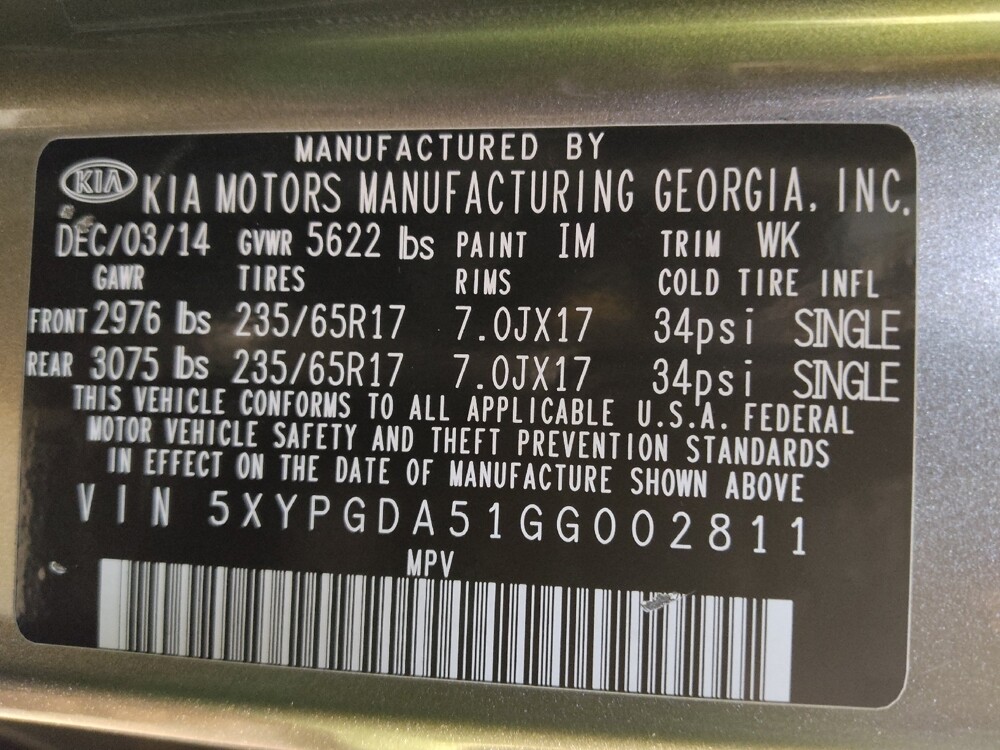 MANUFACTURED BY
KIA KIA MOTORS MANUFACTURING GEORGIA, INC.
DEC/03/14 GVWR 5622 lbs PAINT IM TRIM WK
GAWR TIRES RIMS COLD TIRE INFL
FRONT 2976 lbs 235/65R17 7.0JX17 34psi SINGLE
REAR 3075 lbs 235/65R17 7.0JX17 34psi SINGLE
THIS VEHICLE CONFORMS TO ALL APPLICABLE U.S.A. FEDERAL
MOTOR VEHICLE SAFETY AND THEFT PREVENTION STANDARDS
IN EFFECT ON THE DATE OF MANUFACTURE SHOWN ABOVE
VIN 5XYPGDA51GG002811
MPV